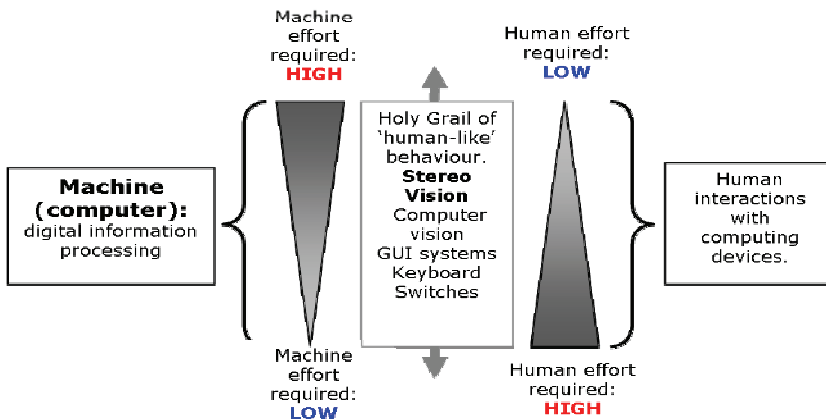 Machine
effort
required:
HIGH
Human effort
required:
LOW
Machine
(computer):
digital information
processing
Holy Grail of
‘human-like’
behaviour.
Stereo
Vision
Computer
vision
GUI systems
Keyboard
Switches
Human
interactions
with
computing
devices.
Machine
effort
required:
LOW
Human effort
required:
HIGH